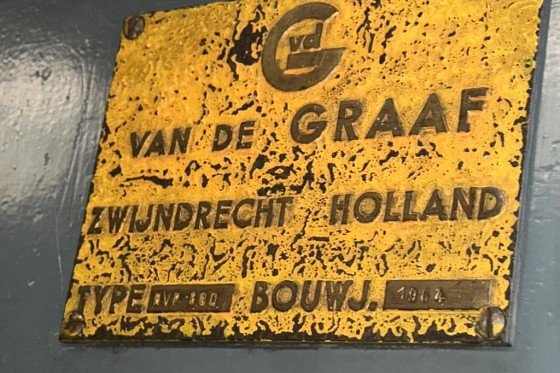 vd G
VAN DE GRAAF
ZWIJNDRECHT HOLLAND
TYPE BOUWJ. 1964